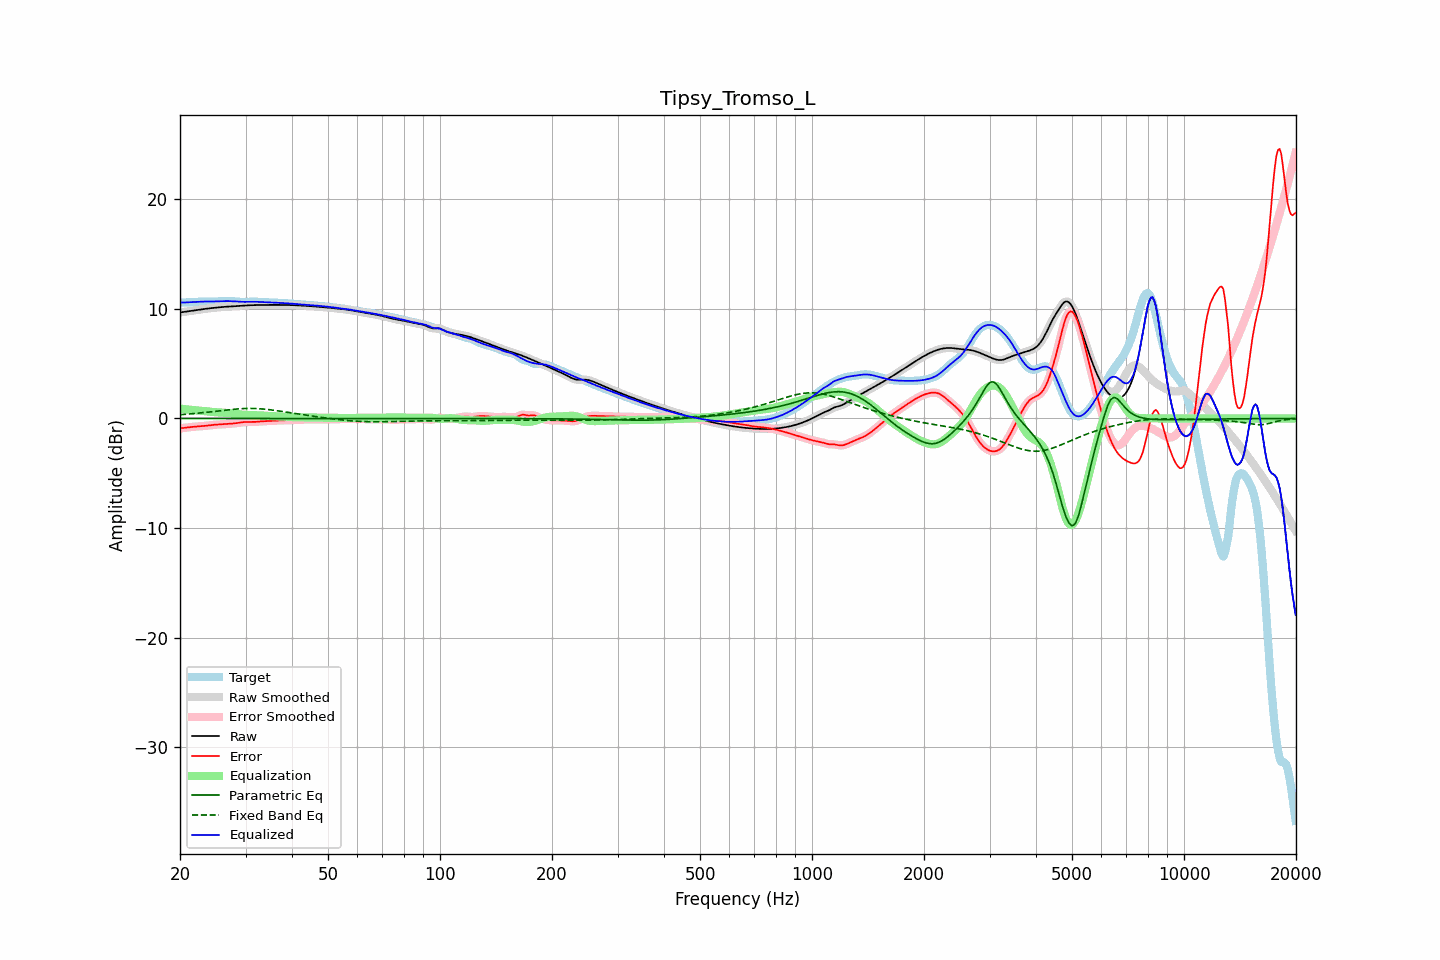 Tipsy_Tromso_L
Amplitude (dBr)
20
10
0
−10
−20
−30
Target
Raw Smoothed
Error Smoothed
Raw
Error
Equalization
Parametric Eq
Fixed Band Eq
Equalized
20 50 100 200 500 1000 2000 5000 10000 20000
Frequency (Hz)